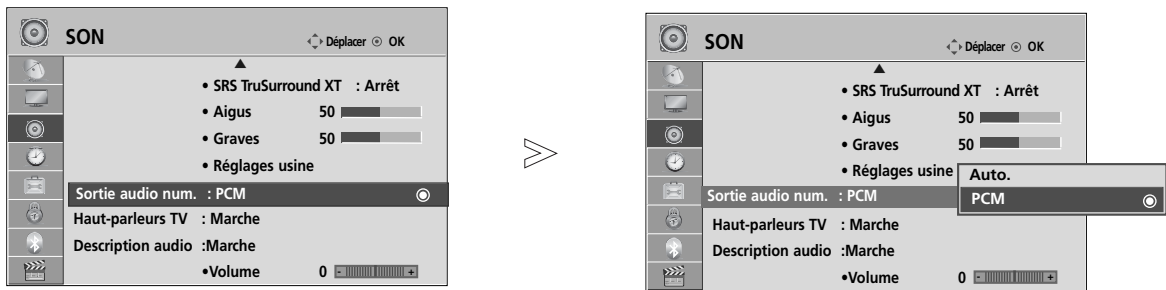 SON
Déplacer OK
• SRS TruSurround XT : Arrêt
• Aigus 50
• Graves 50
• Réglages usine
Sortie audio num. : PCM
Haut-parleurs TV : Marche
Description audio :Marche
•Volume 0 - +
SON
Déplacer OK
• SRS TruSurround XT : Arrêt
• Aigus 50
• Graves 50
• Réglages usine
Sortie audio num. : PCM
Auto.
PCM
Haut-parleurs TV : Marche
Description audio :Marche
•Volume 0 - +